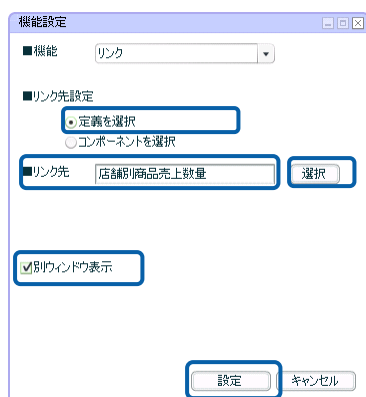 機能設定
■機能 リンク
■リンク先設定
定義を選択
コンポーネントを選択
■リンク先 店舗別商品売上数量 選択
別ウィンドウ表示
設定 キャンセル